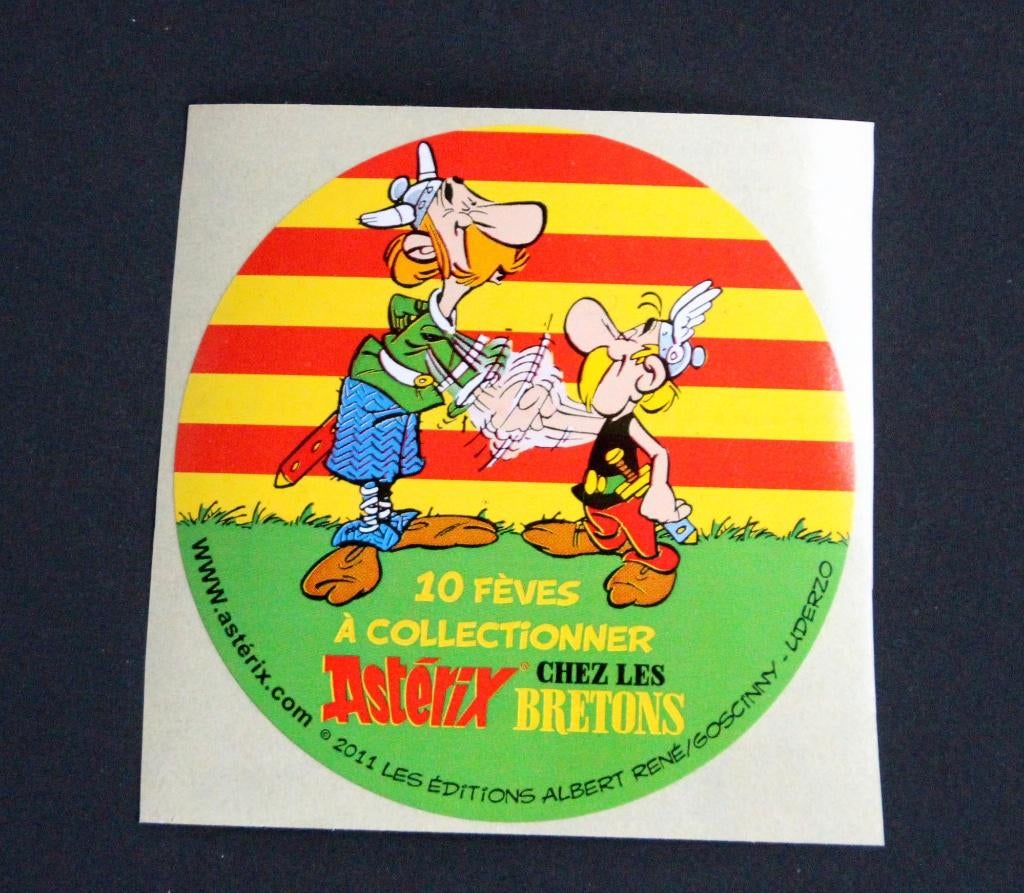 10 FÈVES
À COLLECTIONNER
Astérix® CHEZ LES
BRETONS
www.astérix.com
© 2011 LES ÉDITIONS ALBERT RENÉ/GOSCINNY - UDERZO